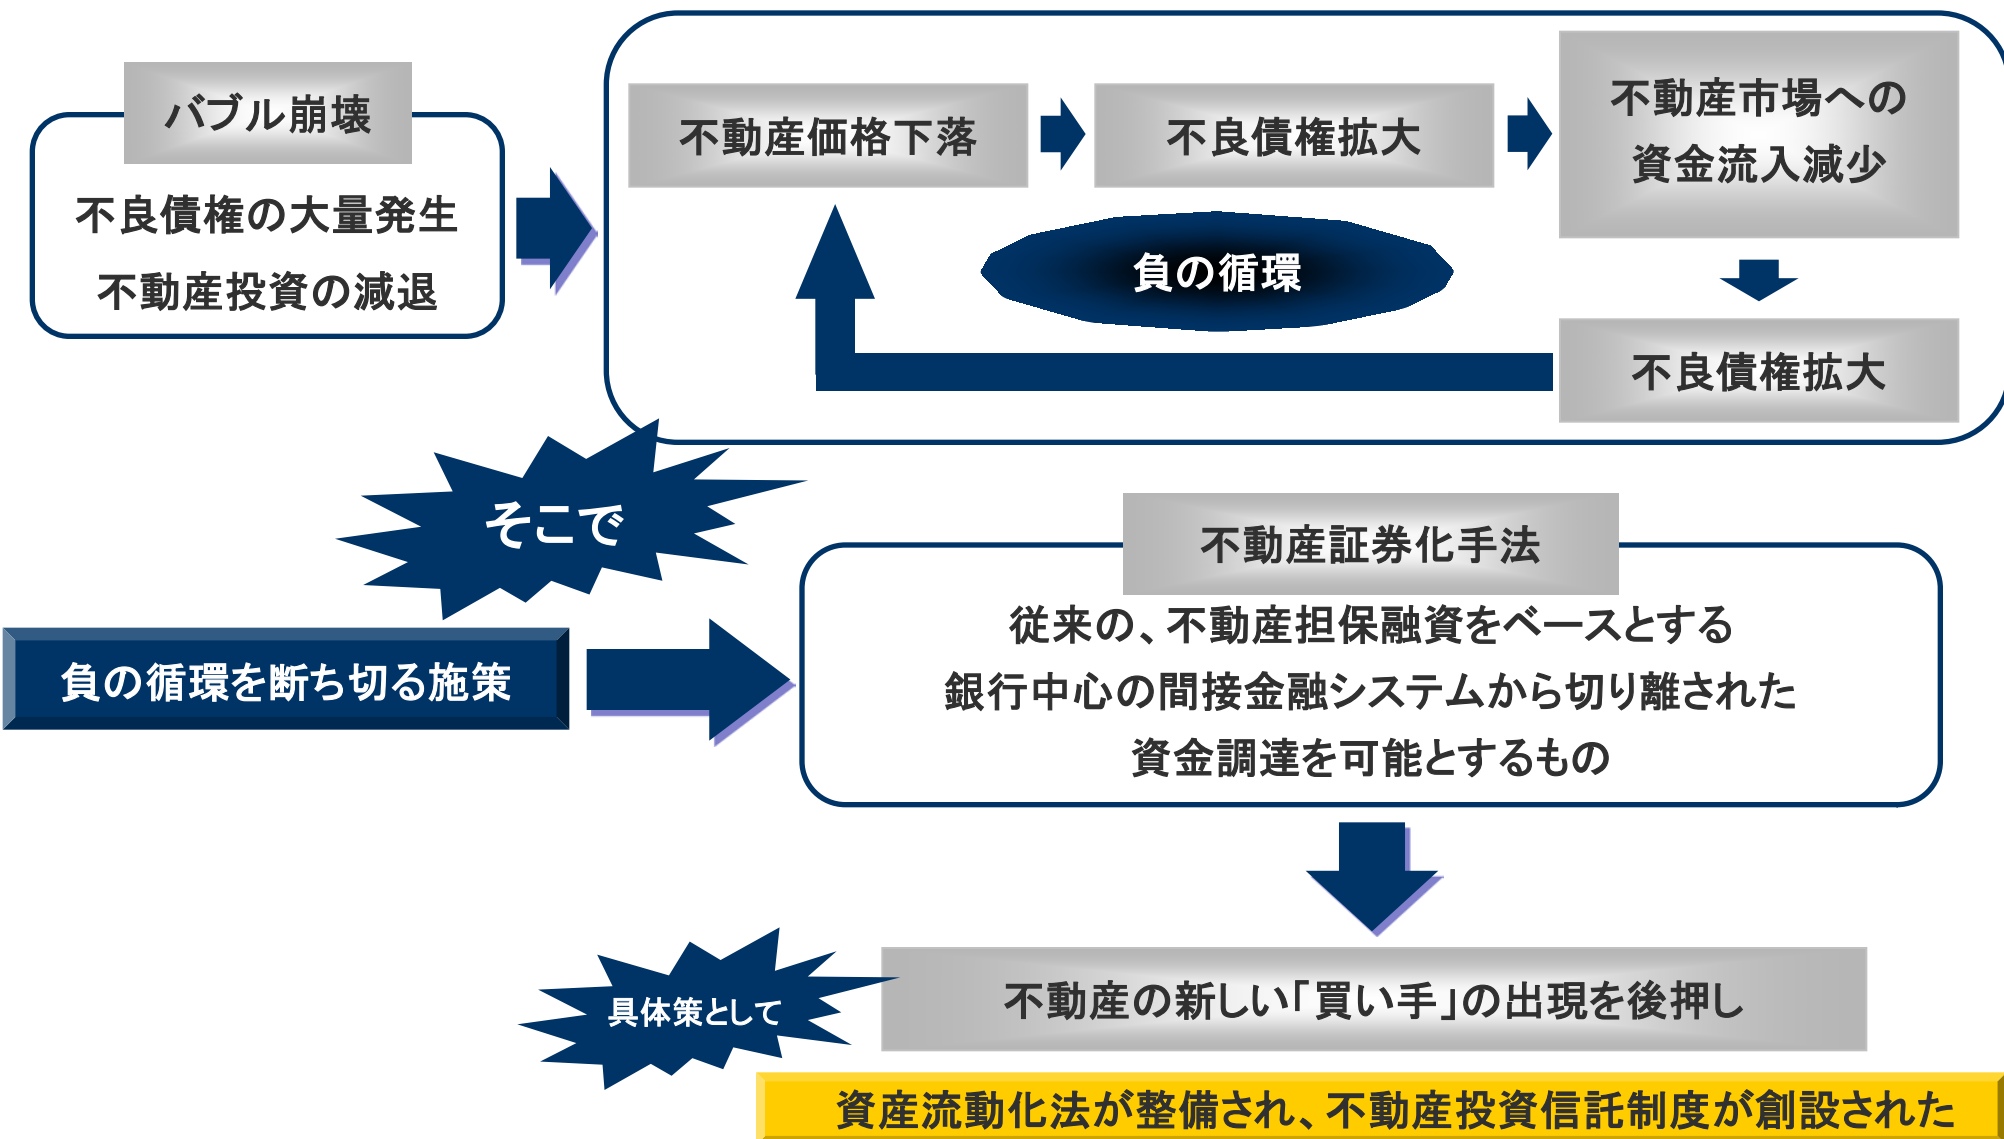 バブル崩壊
不良債権の大量発生
不動産投資の減退
不動産価格下落
不良債権拡大
不動産市場への
資金流入減少
負の循環
不良債権拡大
そこで
負の循環を断ち切る施策
不動産証券化手法
従来の、不動産担保融資をベースとする
銀行中心の間接金融システムから切り離された
資金調達を可能とするもの
具体策として
不動産の新しい「買い手」の出現を後押し
資産流動化法が整備され、不動産投資信託制度が創設された